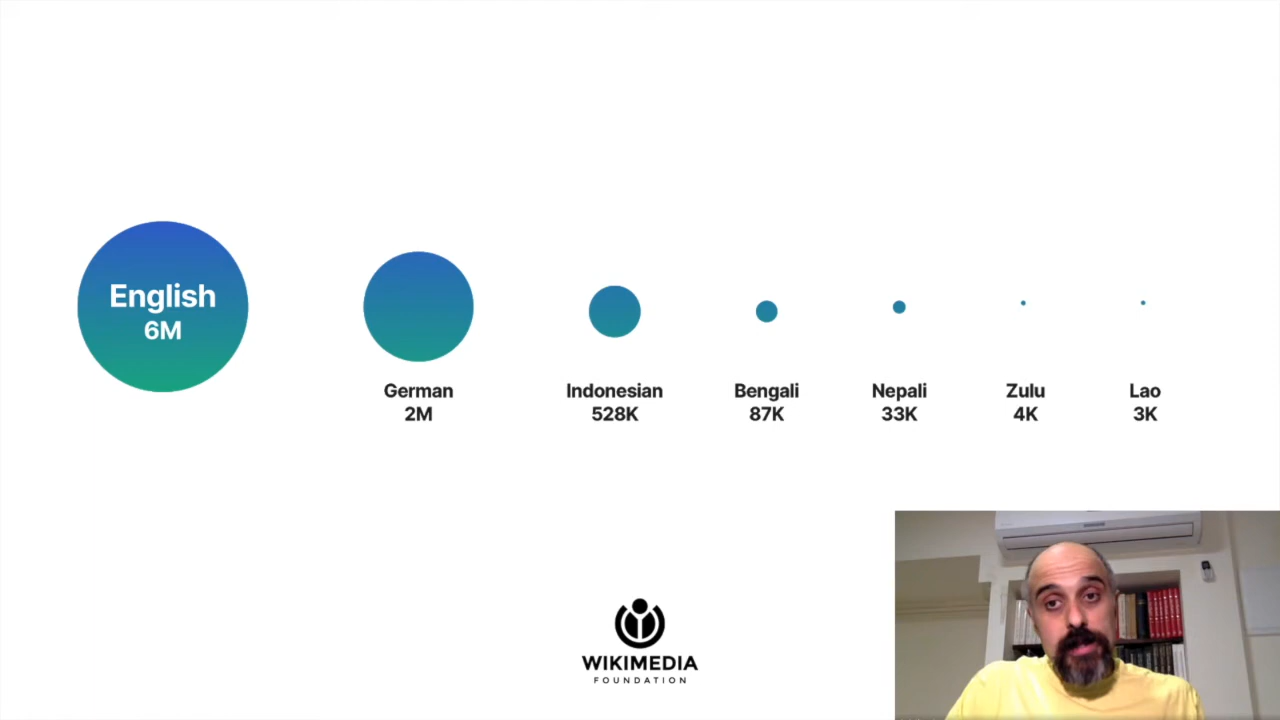 English
6M
German
2M
Indonesian
528K
Bengali
87K
Nepali
33K
Zulu
4K
Lao
3K
WIKIMEDIA
FOUNDATION